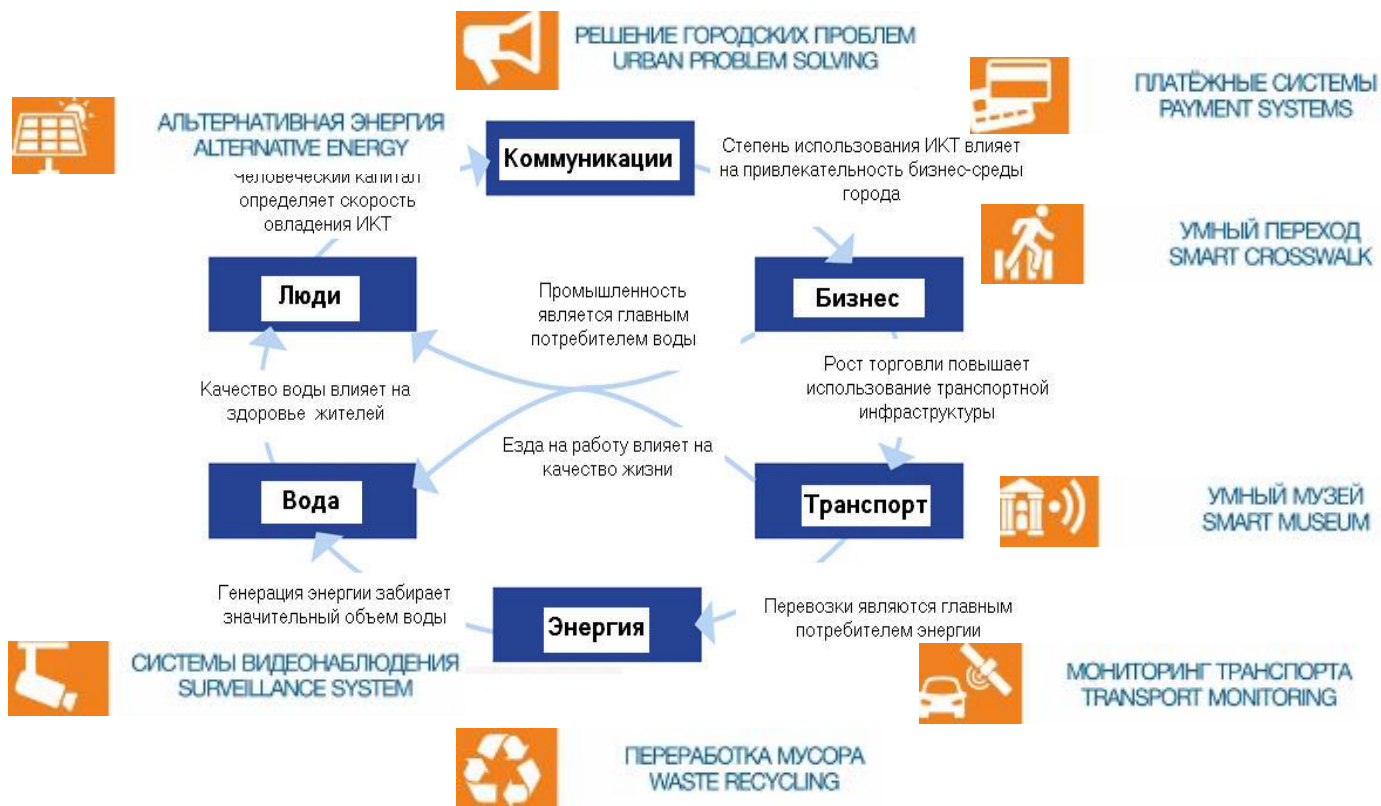 РЕШЕНИЕ ГОРОДСКИХ ПРОБЛЕМ
URBAN PROBLEM SOLVING
ПЛАТЁЖНЫЕ СИСТЕМЫ
PAYMENT SYSTEMS
АЛЬТЕРНАТИВНАЯ ЭНЕРГИЯ
ALTERNATIVE ENERGY
Коммуникации
Степень использования ИКТ влияет
на привлекательность бизнес-среды
города
Человеческий капитал
определяет скорость
овладения ИКТ
УМНЫЙ ПЕРЕХОД
SMART CROSSWALK
Люди
Промышленность
является главным
потребителем воды
Бизнес
Качество воды влияет на
здоровье жителей
Рост торговли повышает
использование транспортной
инфраструктуры
Езда на работу влияет на
качество жизни
Вода
Транспорт
УМНЫЙ МУЗЕЙ
SMART MUSEUM
Генерация энергии забирает
значительный объем воды
Энергия
Перевозки являются главным
потребителем энергии
СИСТЕМЫ ВИДЕОНАБЛЮДЕНИЯ
SURVEILLANCE SYSTEM
МОНИТОРИНГ ТРАНСПОРТА
TRANSPORT MONITORING
ПЕРЕРАБОТКА МУСОРА
WASTE RECYCLING